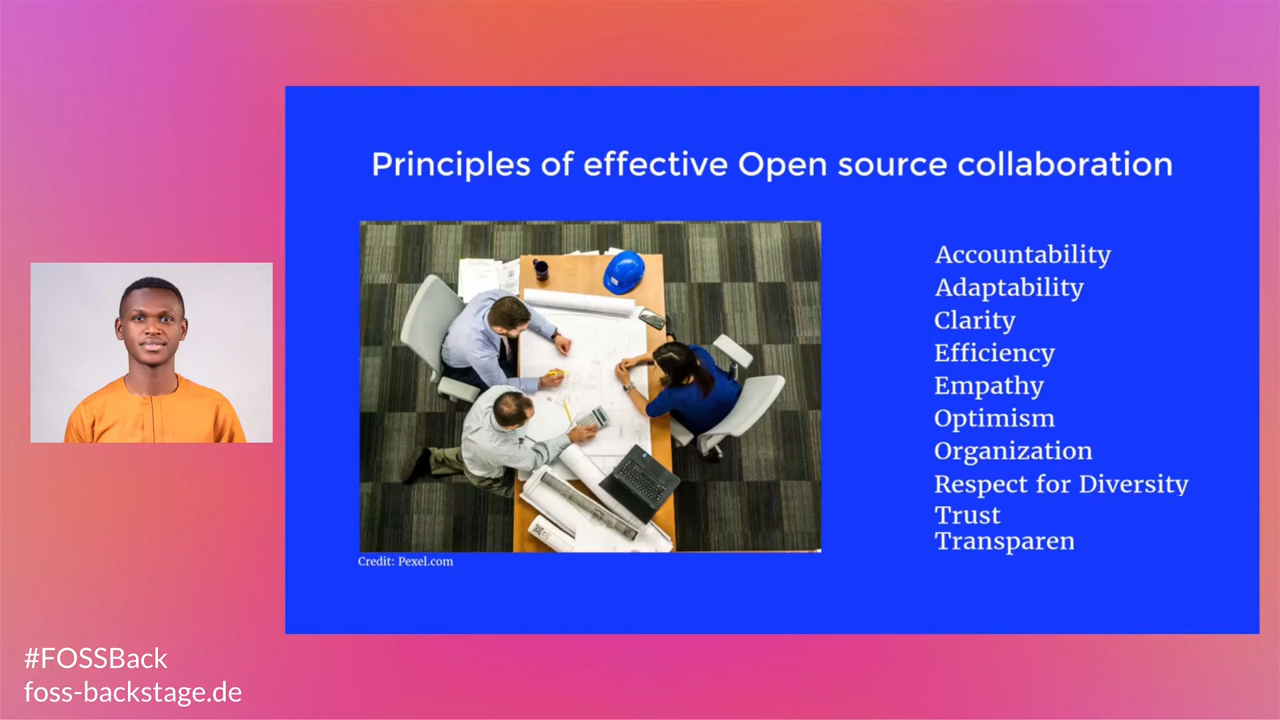 Principles of effective Open source collaboration
Accountability
Adaptability
Clarity
Efficiency
Empathy
Optimism
Organization
Respect for Diversity
Trust
Transparen
Credit: Pexel.com
#FOSSBack
foss-backstage.de